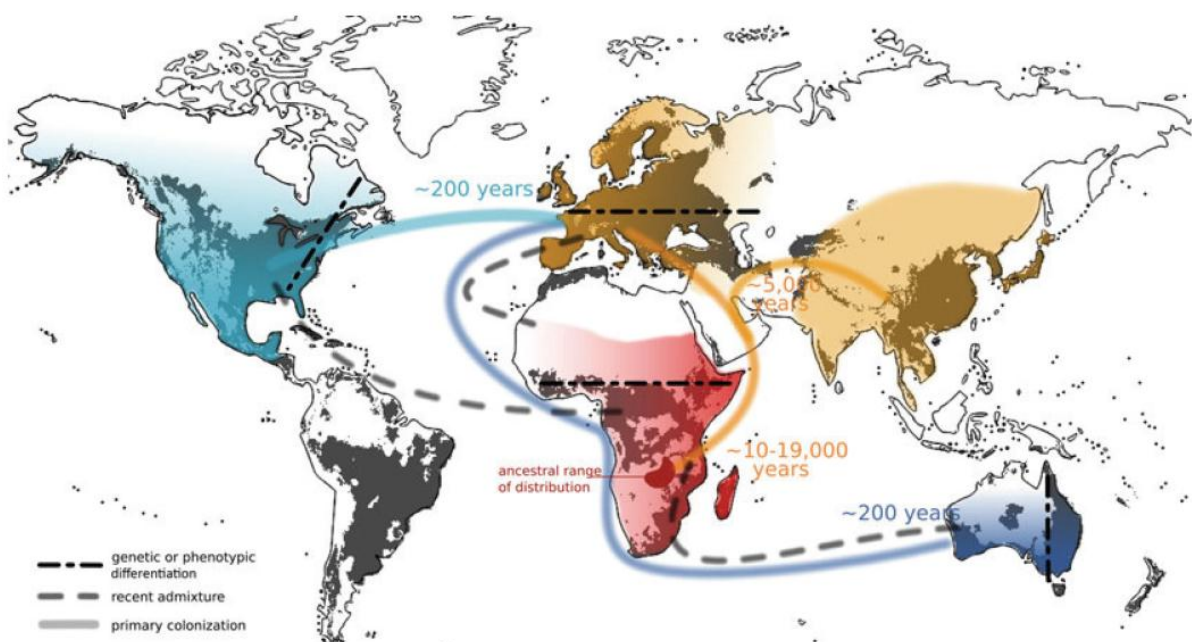 ~200 years
~5,000
years
~10-19,000
years
ancestral range
of distribution
~200 years
genetic or phenotypic
differentiation
recent admixture
primary colonization